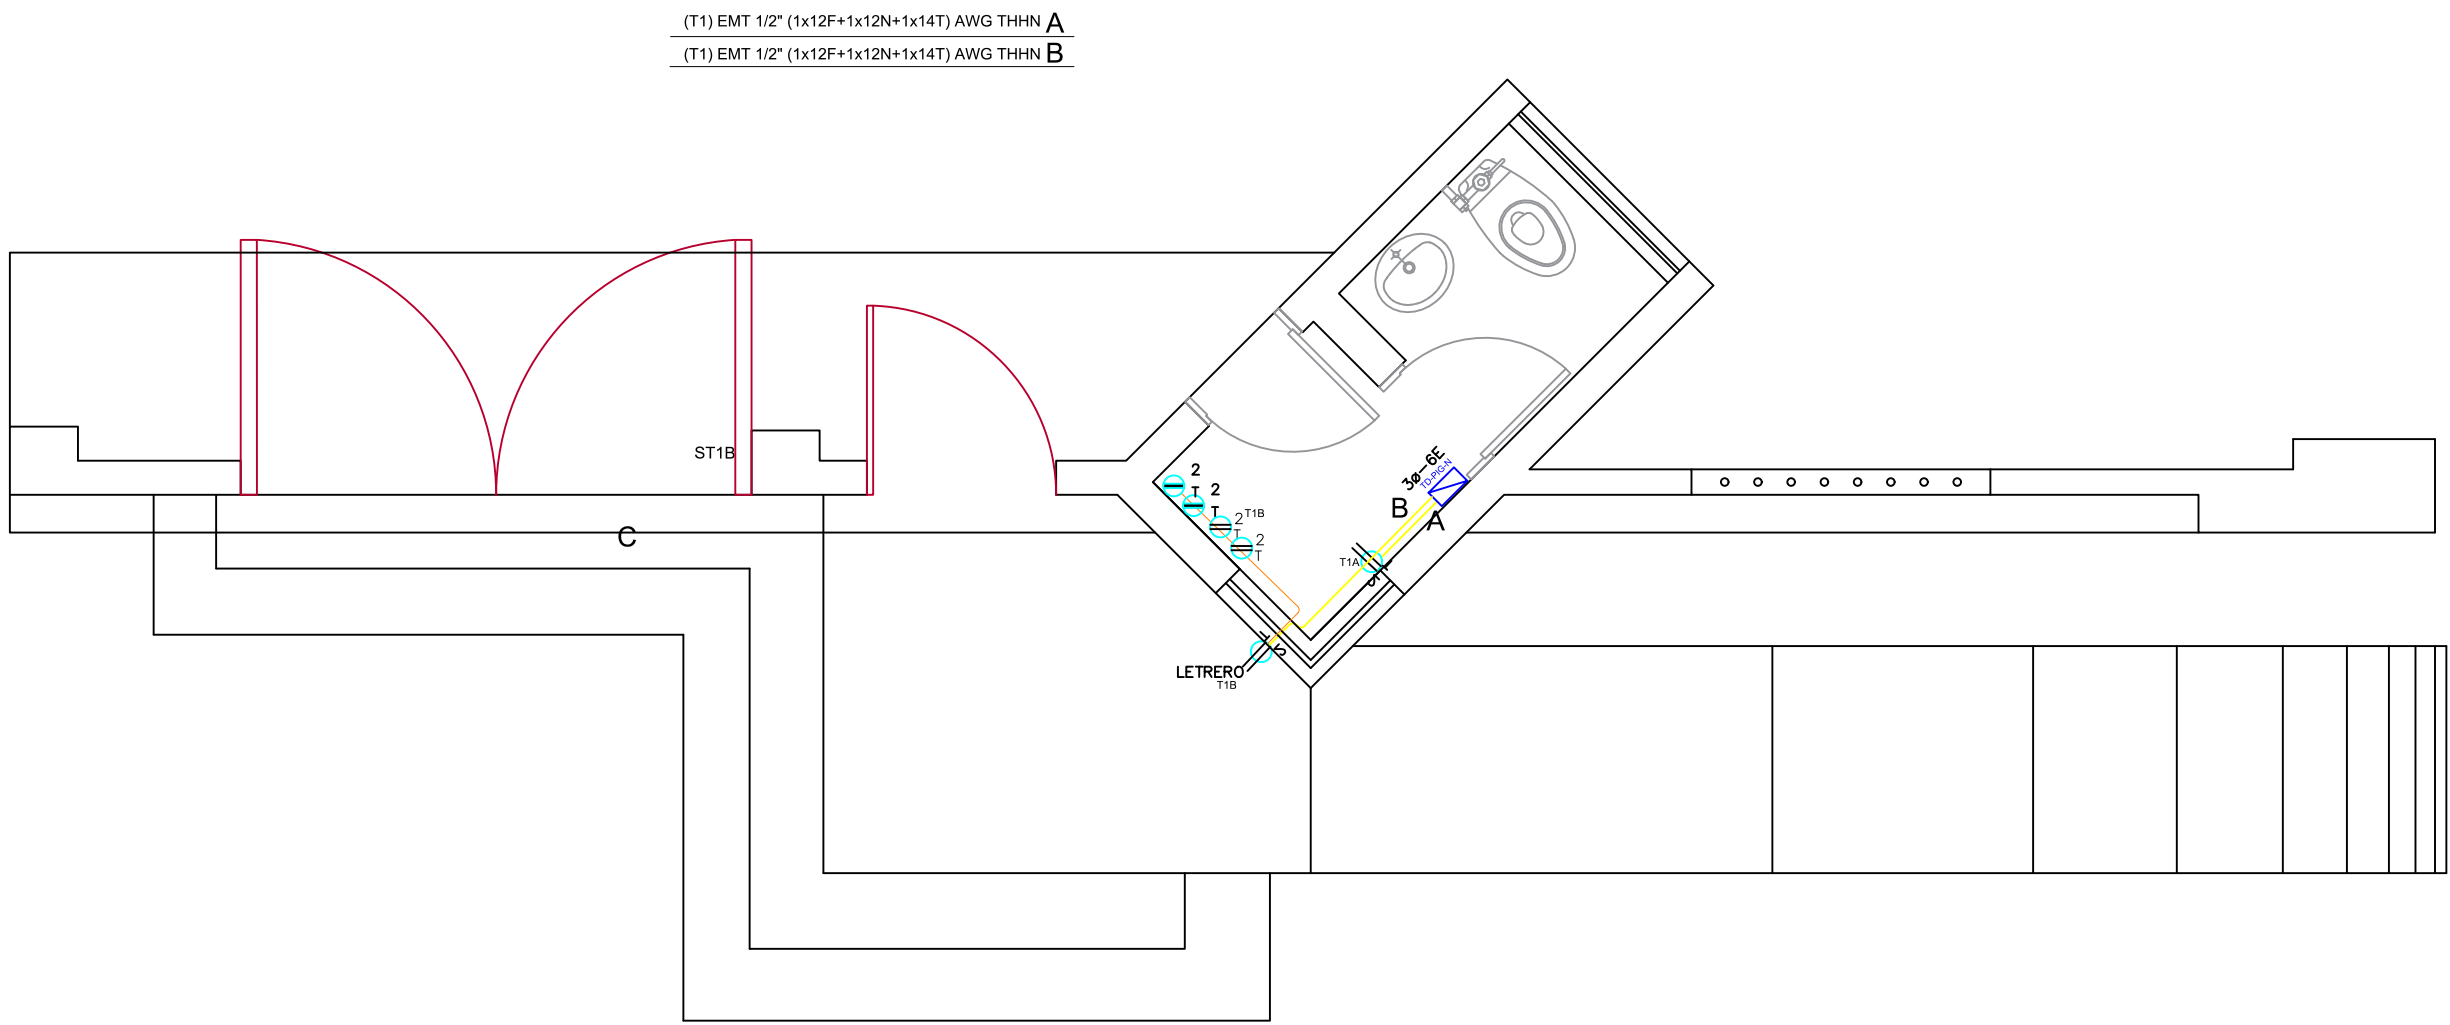 (T1) EMT 1/2" (1x12F+1x12N+1x14T) AWG THHN A
(T1) EMT 1/2" (1x12F+1x12N+1x14T) AWG THHN B
ST1B
C
2
T
2
T
2 T1B
T
2
T
3ø-6E
TD-PIG-N
B
A
T1A
T
S
T
S
LETRERO
T1B